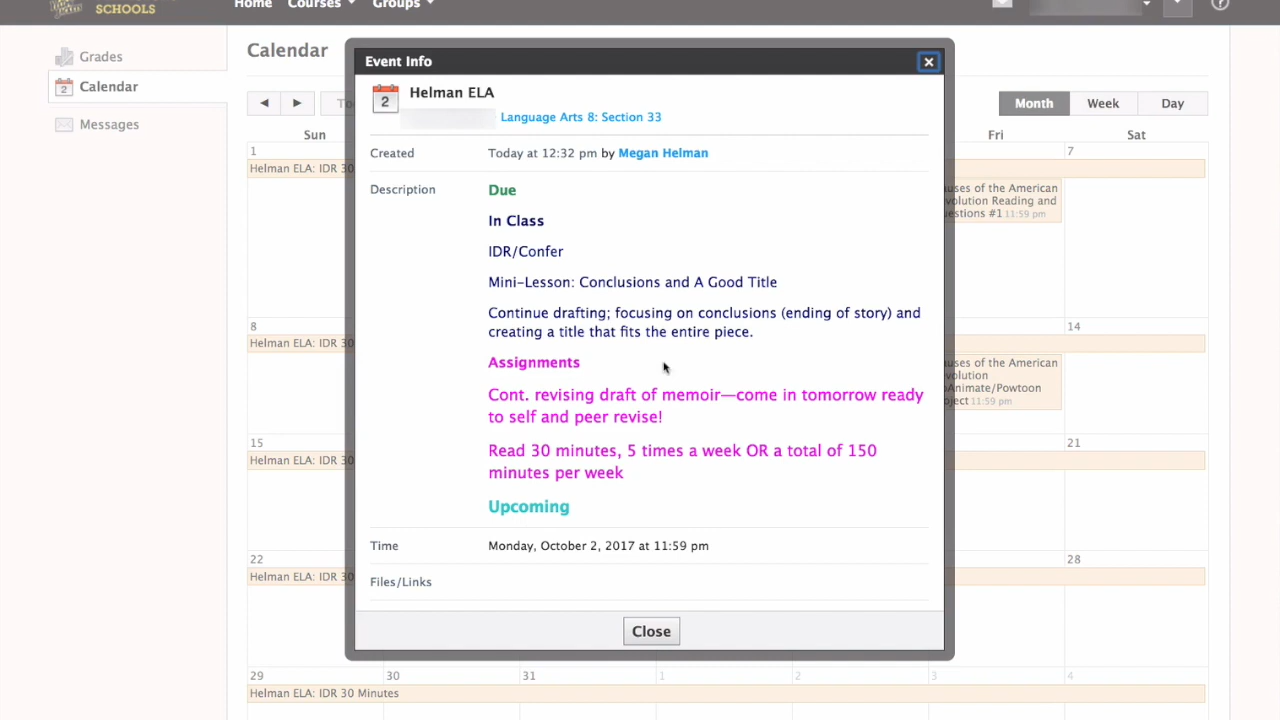 SCHOOLS
Home Courses Groups
Grades
Calendar
Messages
Calendar
Month Week Day
Sun Fri Sat
1 7
Helman ELA: IDR 30
uses of the American
volution Reading and
estions #1 11:59 pm
8 14
Helman ELA: IDR 30
uses of the American
volution
Animate/Powtoon
ject 11:59 pm
15 21
Helman ELA: IDR 30
22 28
Helman ELA: IDR 30
29 30 31 1 2 3 4
Helman ELA: IDR 30 Minutes
Event Info
2
Helman ELA
Language Arts 8: Section 33
Created Today at 12:32 pm by Megan Helman
Description Due
In Class
IDR/Confer
Mini-Lesson: Conclusions and A Good Title
Continue drafting; focusing on conclusions (ending of story) and
creating a title that fits the entire piece.
Assignments
Cont. revising draft of memoir—come in tomorrow ready
to self and peer revise!
Read 30 minutes, 5 times a week OR a total of 150
minutes per week
Upcoming
Time Monday, October 2, 2017 at 11:59 pm
Files/Links
Close